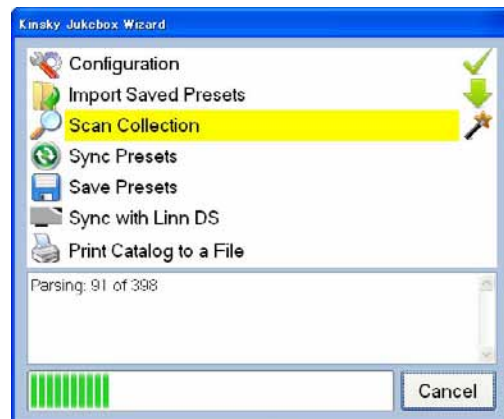 Kinsky Jukebox Wizard
Configuration
Import Saved Presets
Scan Collection
Sync Presets
Save Presets
Sync with Linn DS
Print Catalog to a File
Parsing: 91 of 398
Cancel